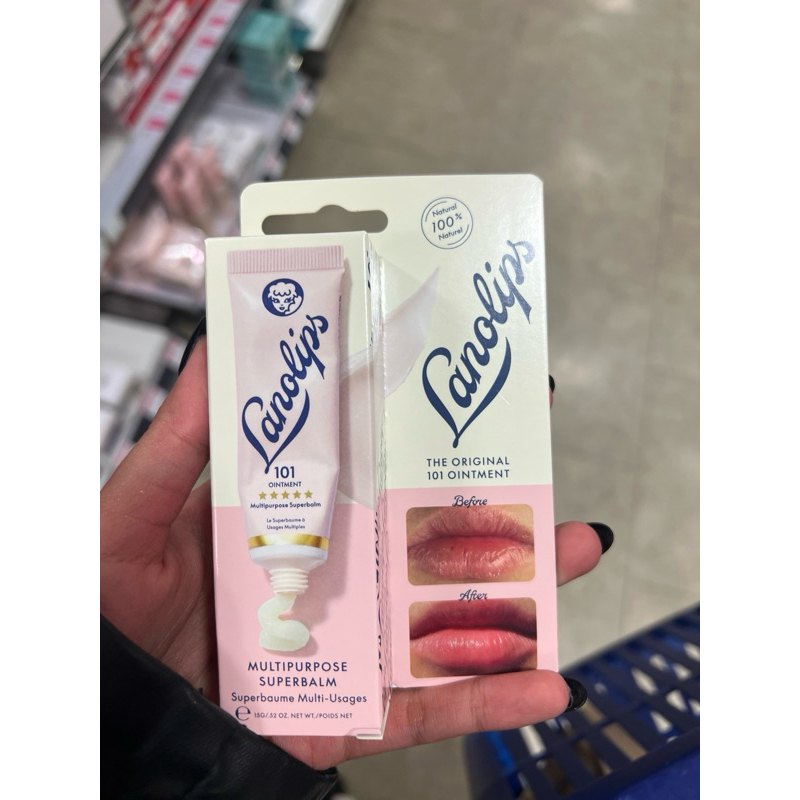 Lanolips
101
OINTMENT
Multipurpose Superbalm
Le Superbaume à
Usages Multiples
MULTIPURPOSE
SUPERBALM
Superbaume Multi-Usages
℮ 15G/.52 OZ. NET WT./POIDS NET
Natural
100%
Naturel
Lanolips
THE ORIGINAL
101 OINTMENT
Before
After